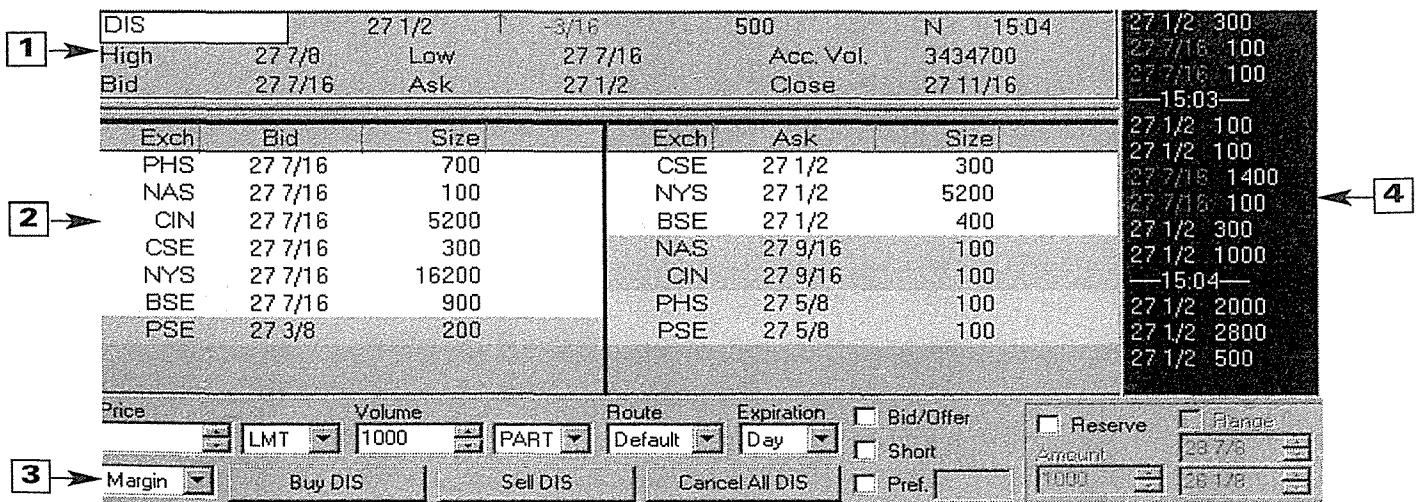 DIS 27 1/2 ↑ -3/16 500 N 15:04
High 27 7/8 Low 27 7/16 Acc. Vol. 3434700
Bid 27 7/16 Ask 27 1/2 Close 27 11/16
1
Exch Bid Size Exch Ask Size
PHS 27 7/16 700 CSE 27 1/2 300
NAS 27 7/16 100 NYS 27 1/2 5200
CIN 27 7/16 5200 BSE 27 1/2 400
CSE 27 7/16 300 NAS 27 9/16 100
NYS 27 7/16 16200 CIN 27 9/16 100
BSE 27 7/16 900 PHS 27 5/8 100
PSE 27 3/8 200 PSE 27 5/8 100
2
27 1/2 300
27 7/16 100
27 7/16 100
15:03
27 1/2 100
27 1/2 100
27 7/16 1400
27 7/16 100
27 1/2 300
27 1/2 1000
15:04
27 1/2 2000
27 1/2 2800
27 1/2 500
4
Price Volume Route Expiration
LMT 1000 PART Default Day
Bid/Offer
Short
Pref.
Reserve Range
Amount 28 7/8
1000 26 1/8
3
Margin Buy DIS Sell DIS Cancel All DIS